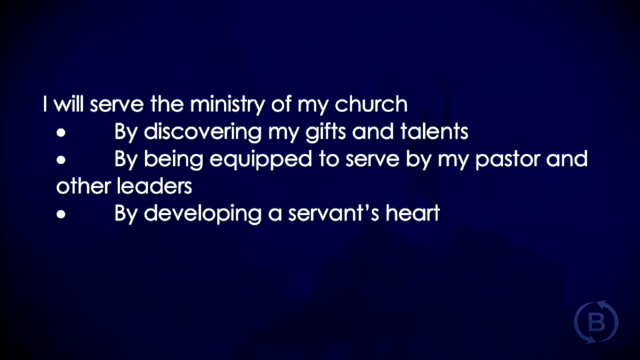 I will serve the ministry of my church
• By discovering my gifts and talents
• By being equipped to serve by my pastor and
other leaders
• By developing a servant’s heart
B